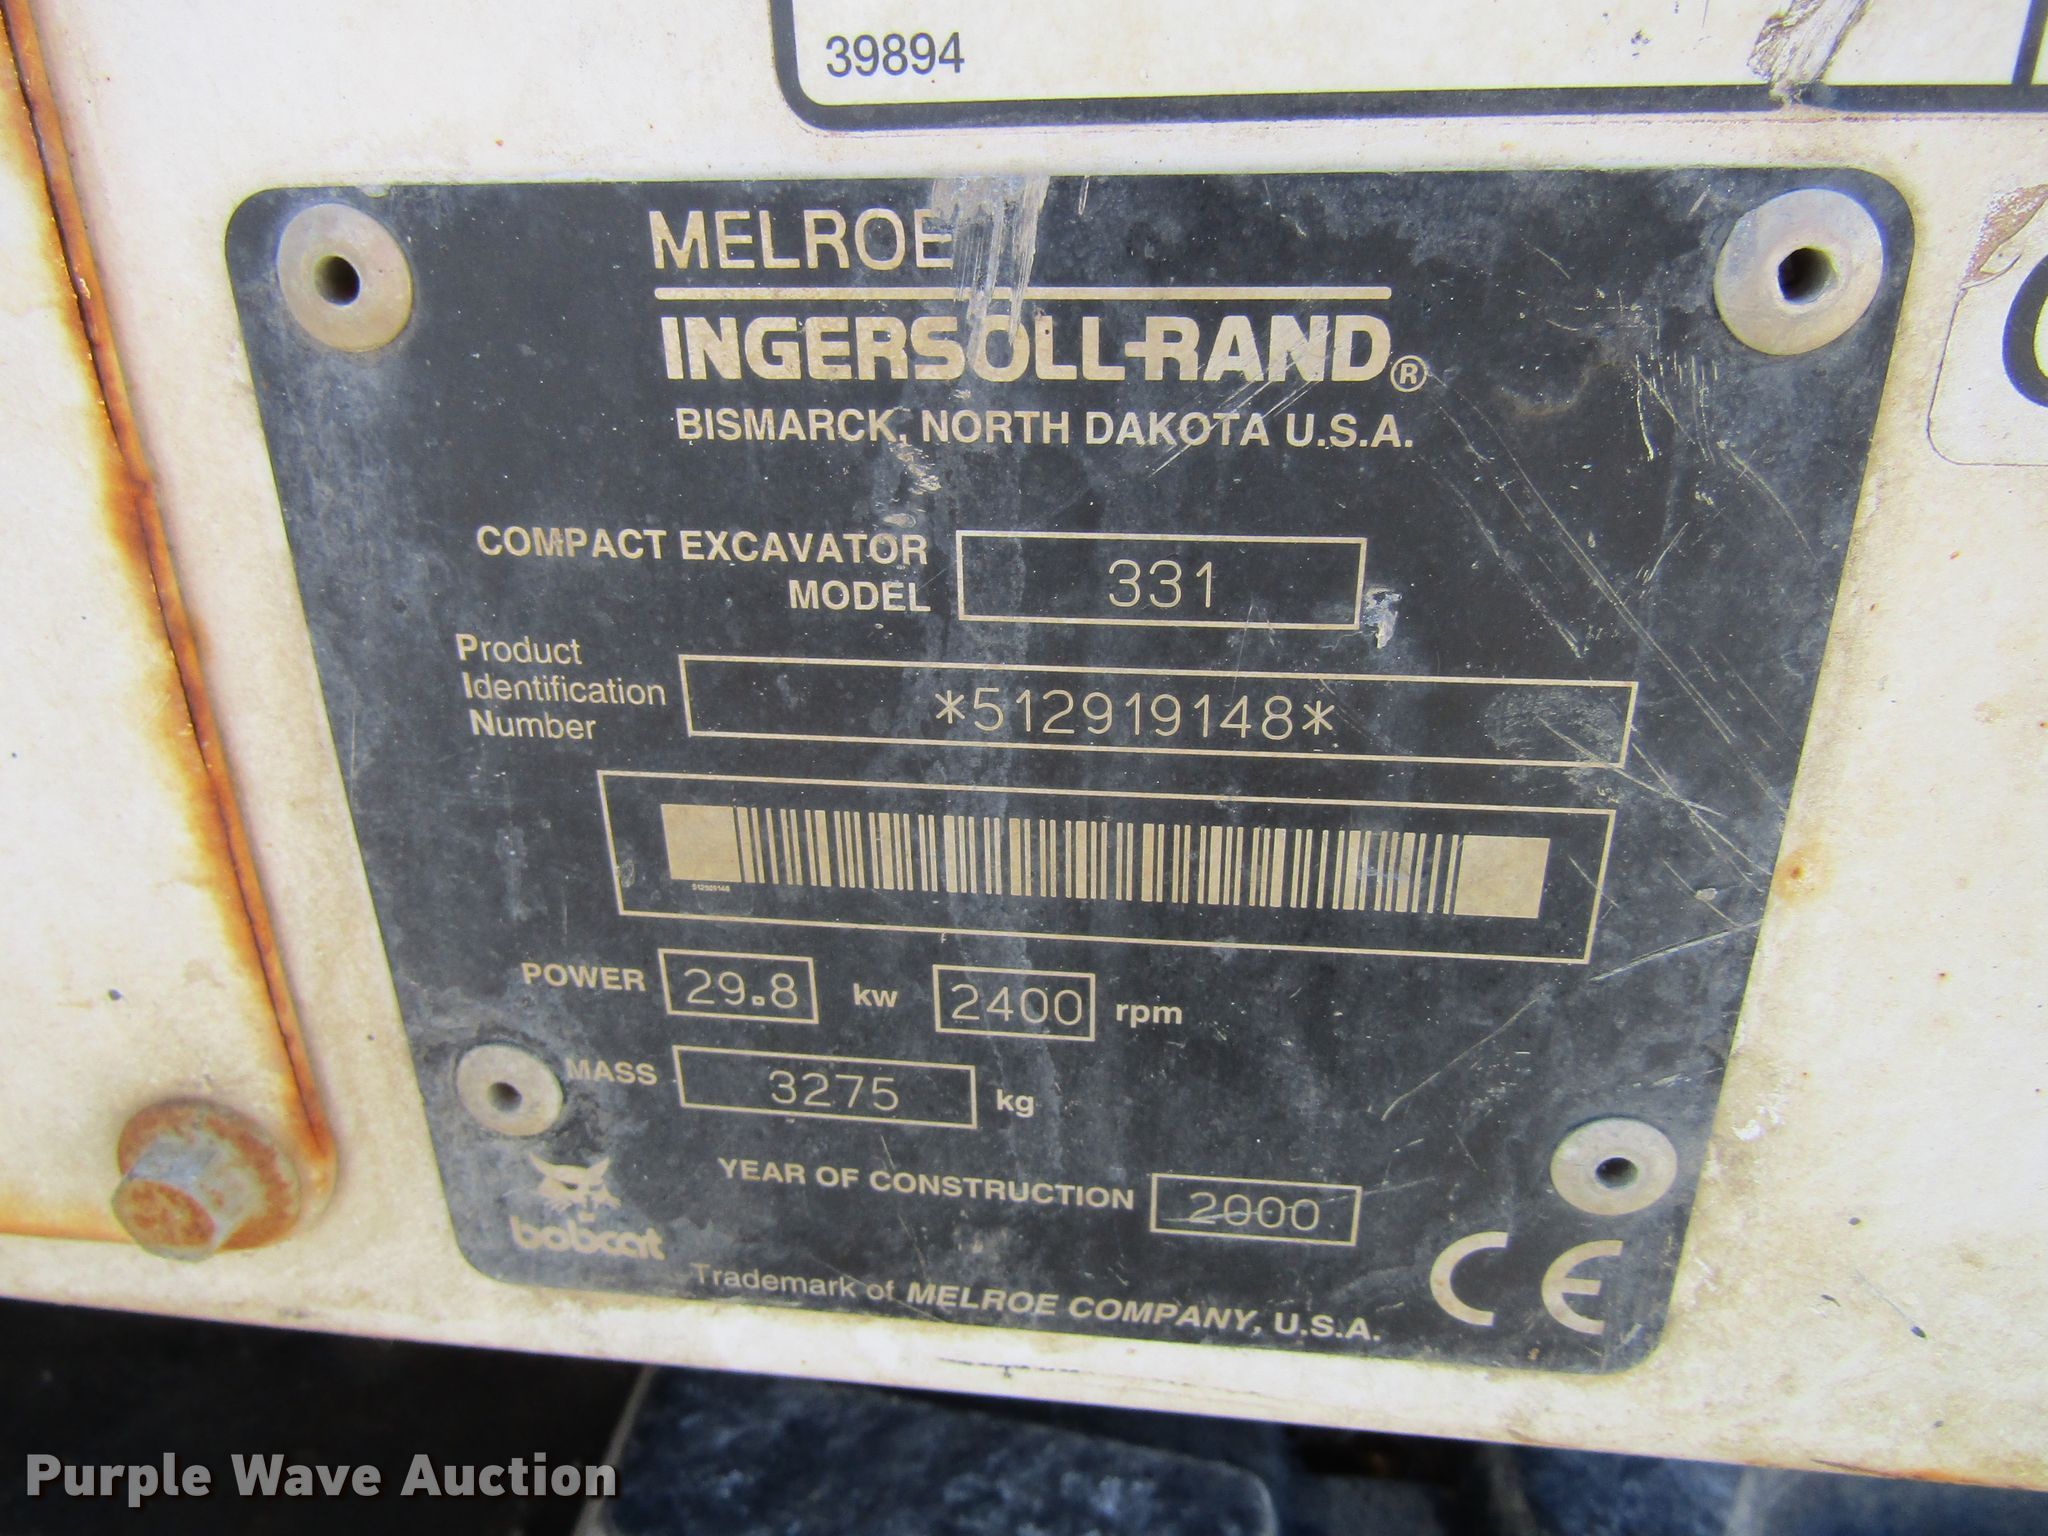 39894
MELROE
INGERSOLL-RAND®
BISMARCK, NORTH DAKOTA U.S.A.
COMPACT EXCAVATOR
MODEL 331
Product
Identification
Number *512919148*
POWER 29.8 kw 2400 rpm
MASS 3275 kg
YEAR OF CONSTRUCTION 2000
bobcat
Trademark of MELROE COMPANY, U.S.A.
CE
Purple Wave Auction